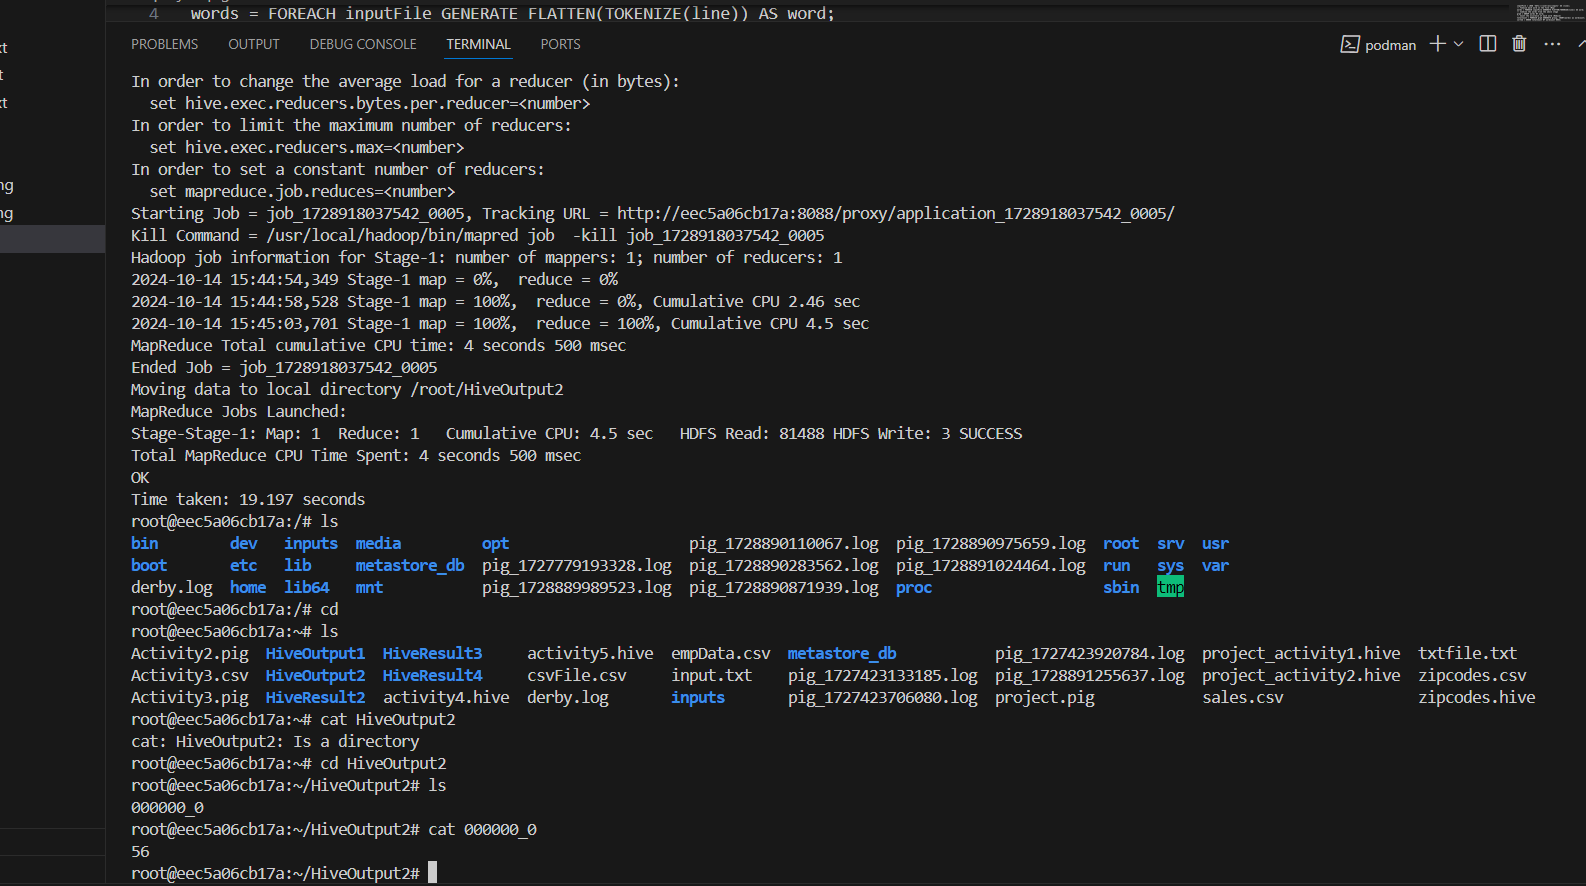 4 words = FOREACH inputFile GENERATE FLATTEN(TOKENIZE(line)) AS word;
PROBLEMS OUTPUT DEBUG CONSOLE TERMINAL PORTS podman
In order to change the average load for a reducer (in bytes):
  set hive.exec.reducers.bytes.per.reducer=<number>
In order to limit the maximum number of reducers:
  set hive.exec.reducers.max=<number>
In order to set a constant number of reducers:
  set mapreduce.job.reduces=<number>
Starting Job = job_1728918037542_0005, Tracking URL = http://eec5a06cb17a:8088/proxy/application_1728918037542_0005/
Kill Command = /usr/local/hadoop/bin/mapred job  -kill job_1728918037542_0005
Hadoop job information for Stage-1: number of mappers: 1; number of reducers: 1
2024-10-14 15:44:54,349 Stage-1 map = 0%,  reduce = 0%
2024-10-14 15:44:58,528 Stage-1 map = 100%,  reduce = 0%, Cumulative CPU 2.46 sec
2024-10-14 15:45:03,701 Stage-1 map = 100%,  reduce = 100%, Cumulative CPU 4.5 sec
MapReduce Total cumulative CPU time: 4 seconds 500 msec
Ended Job = job_1728918037542_0005
Moving data to local directory /root/HiveOutput2
MapReduce Jobs Launched:
Stage-Stage-1: Map: 1  Reduce: 1   Cumulative CPU: 4.5 sec   HDFS Read: 81488 HDFS Write: 3 SUCCESS
Total MapReduce CPU Time Spent: 4 seconds 500 msec
OK
Time taken: 19.197 seconds
root@eec5a06cb17a:/# ls
bin dev inputs media opt pig_1728890110067.log pig_1728890975659.log root srv usr
boot etc lib metastore_db pig_1727779193328.log pig_1728890283562.log pig_1728891024464.log run sys var
derby.log home lib64 mnt pig_1728889989523.log pig_1728890871939.log proc sbin tmp
root@eec5a06cb17a:/# cd
root@eec5a06cb17a:~# ls
Activity2.pig HiveOutput1 HiveResult3 activity5.hive empData.csv metastore_db pig_1727423920784.log project_activity1.hive txtfile.txt
Activity3.csv HiveOutput2 HiveResult4 csvFile.csv input.txt pig_1727423133185.log pig_1728891255637.log project_activity2.hive zipcodes.csv
Activity3.pig HiveResult2 activity4.hive derby.log inputs pig_1727423706080.log project.pig sales.csv zipcodes.hive
root@eec5a06cb17a:~# cat HiveOutput2
cat: HiveOutput2: Is a directory
root@eec5a06cb17a:~# cd HiveOutput2
root@eec5a06cb17a:~/HiveOutput2# ls
000000_0
root@eec5a06cb17a:~/HiveOutput2# cat 000000_0
56
root@eec5a06cb17a:~/HiveOutput2#